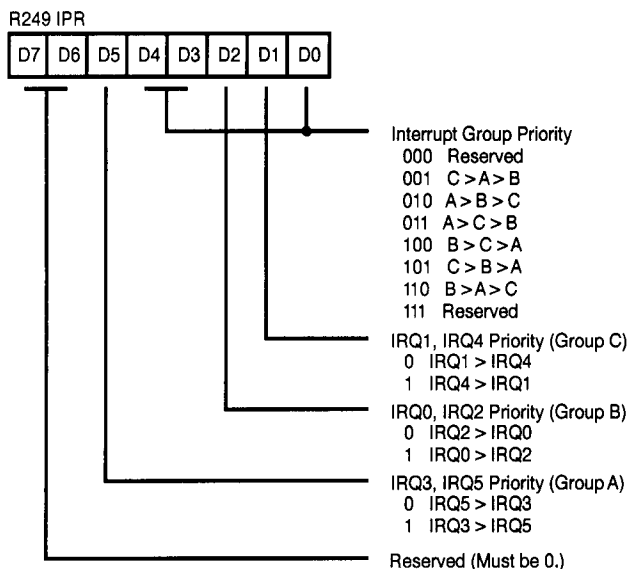 R249 IPR
D7 D6 D5 D4 D3 D2 D1 D0
Interrupt Group Priority
000 Reserved
001 C > A > B
010 A > B > C
011 A > C > B
100 B > C > A
101 C > B > A
110 B > A > C
111 Reserved
IRQ1, IRQ4 Priority (Group C)
0 IRQ1 > IRQ4
1 IRQ4 > IRQ1
IRQ0, IRQ2 Priority (Group B)
0 IRQ2 > IRQ0
1 IRQ0 > IRQ2
IRQ3, IRQ5 Priority (Group A)
0 IRQ5 > IRQ3
1 IRQ3 > IRQ5
Reserved (Must be 0.)